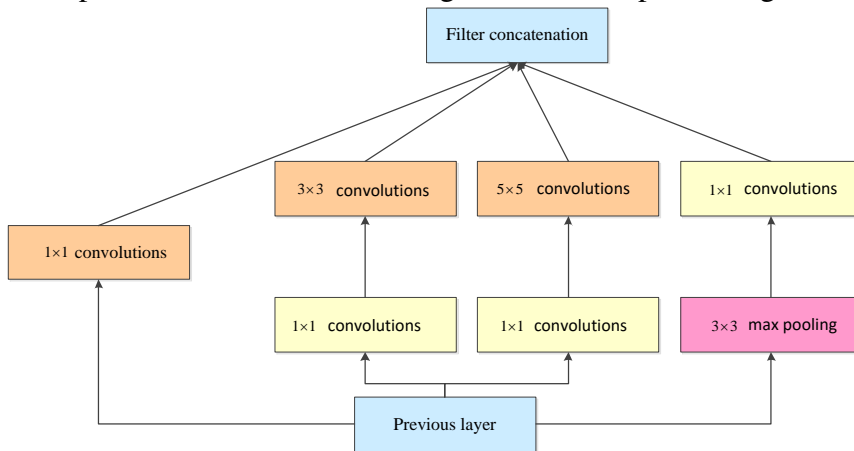 Filter concatenation
3×3 convolutions
5×5 convolutions
1×1 convolutions
1×1 convolutions
1×1 convolutions
1×1 convolutions
3×3 max pooling
Previous layer